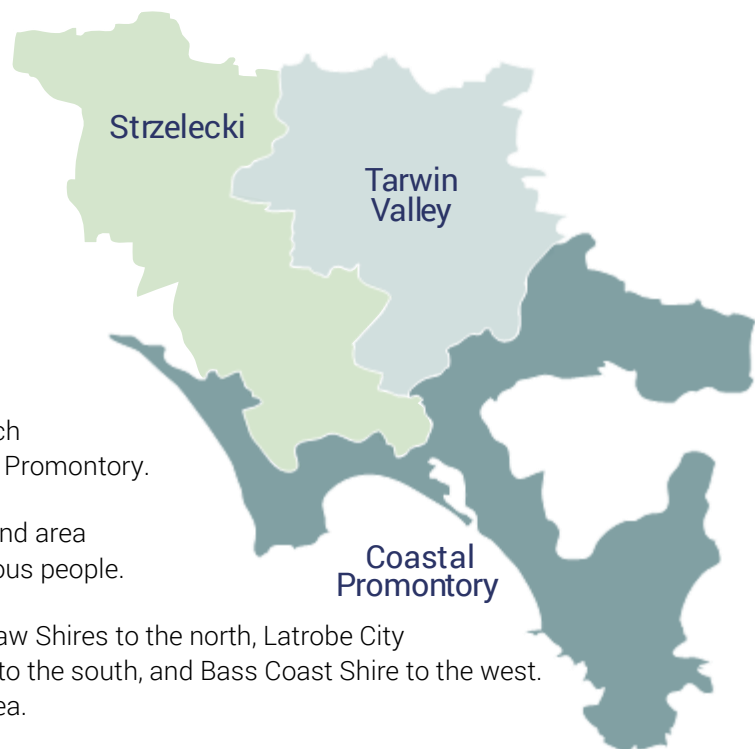 Strzelecki
Tarwin
Valley
Promontory.
nd area
ous people.
Coastal
Promontory
aw Shires to the north, Latrobe City
to the south, and Bass Coast Shire to the west.
ea.